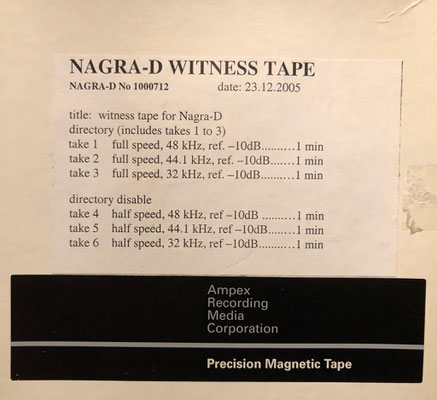 NAGRA-D WITNESS TAPE
NAGRA-D No 1000712 date: 23.12.2005
title: witness tape for Nagra-D
directory (includes takes 1 to 3)
take 1 full speed, 48 kHz, ref. –10dB..........1 min
take 2 full speed, 44.1 kHz, ref. –10dB.......1 min
take 3 full speed, 32 kHz, ref –10dB...........1 min
directory disable
take 4 half speed, 48 kHz, ref –10dB ..........1 min
take 5 half speed, 44.1 kHz, ref –10dB........1 min
take 6 half speed, 32 kHz, ref –10dB...........1 min
Ampex
Recording
Media
Corporation
Precision Magnetic Tape